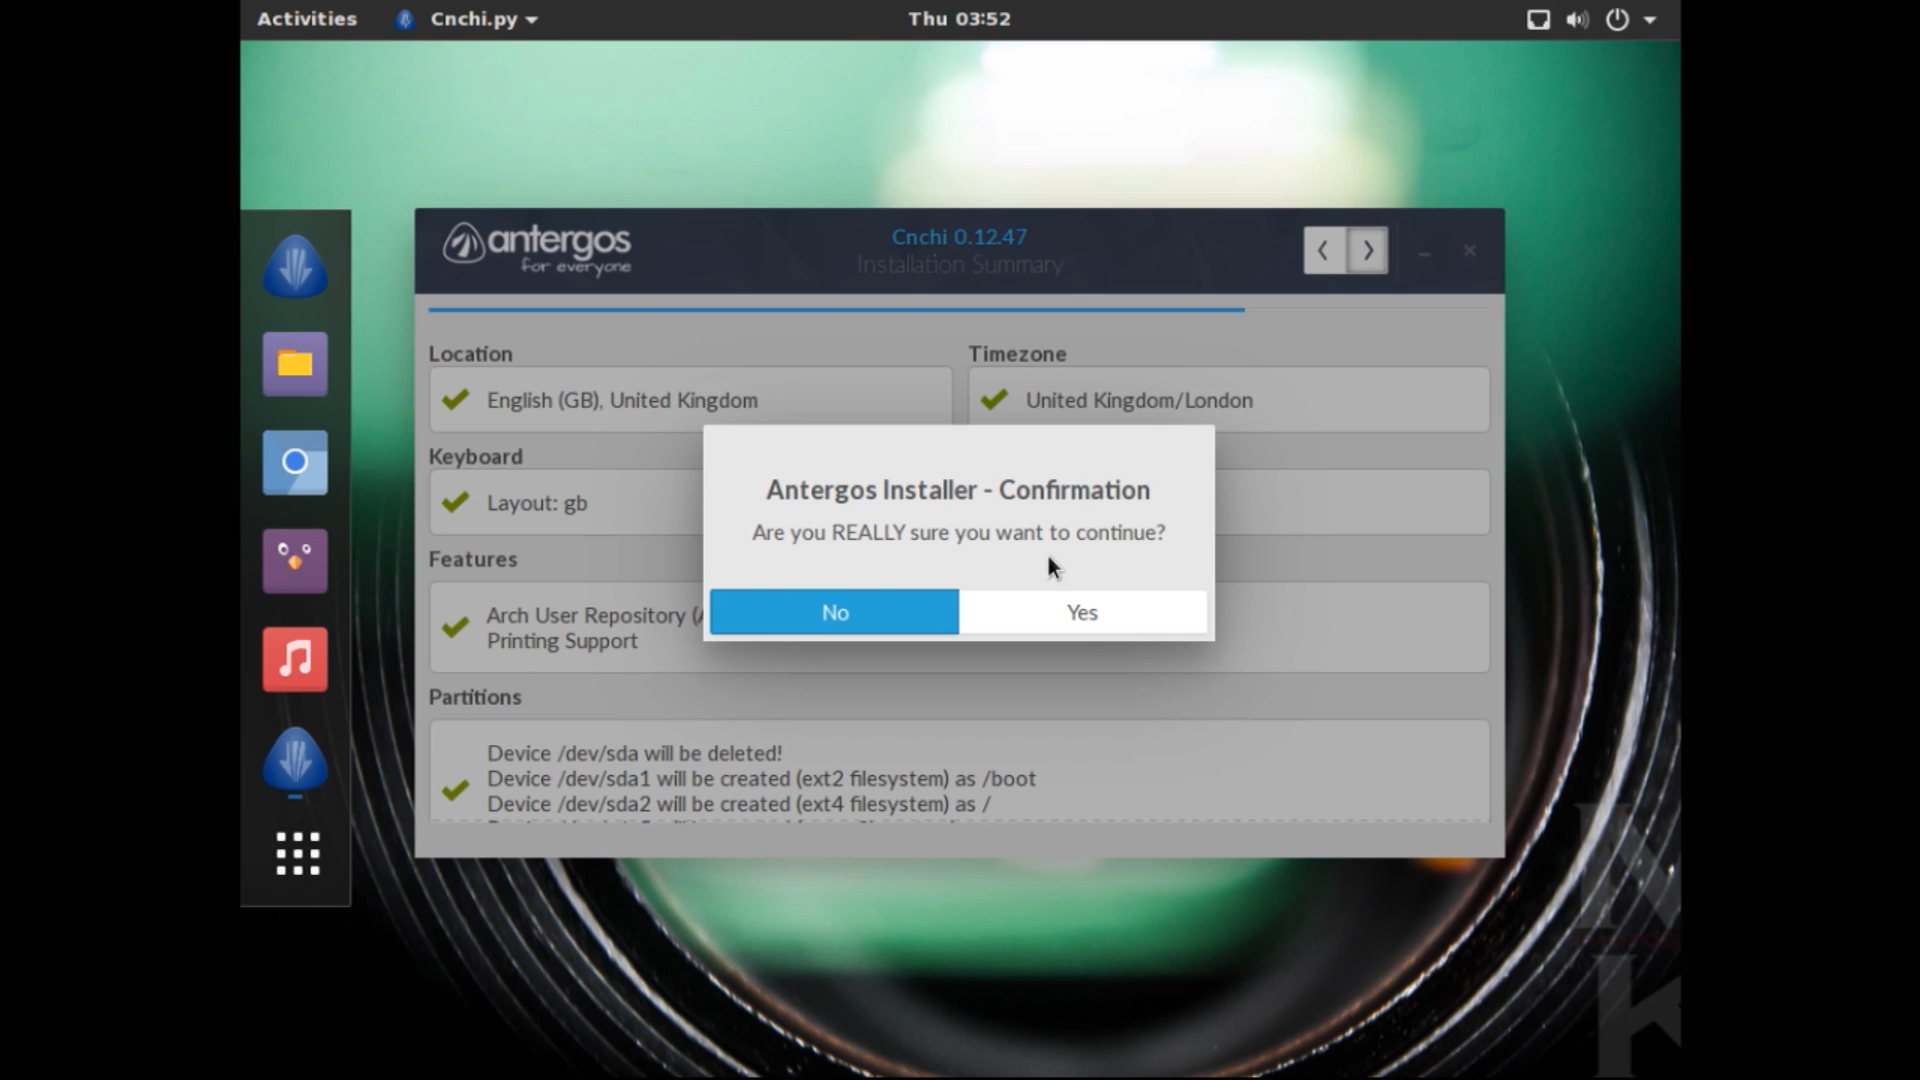 Activities
Cnchi.py
Thu 03:52
antergos
for everyone
Cnchi 0.12.47
Installation Summary
Location
Timezone
English (GB), United Kingdom
United Kingdom/London
Keyboard
Layout: gb
Antergos Installer - Confirmation
Are you REALLY sure you want to continue?
No
Yes
Features
Arch User Repository
Printing Support
Partitions
Device /dev/sda will be deleted!
Device /dev/sda1 will be created (ext2 filesystem) as /boot
Device /dev/sda2 will be created (ext4 filesystem) as /